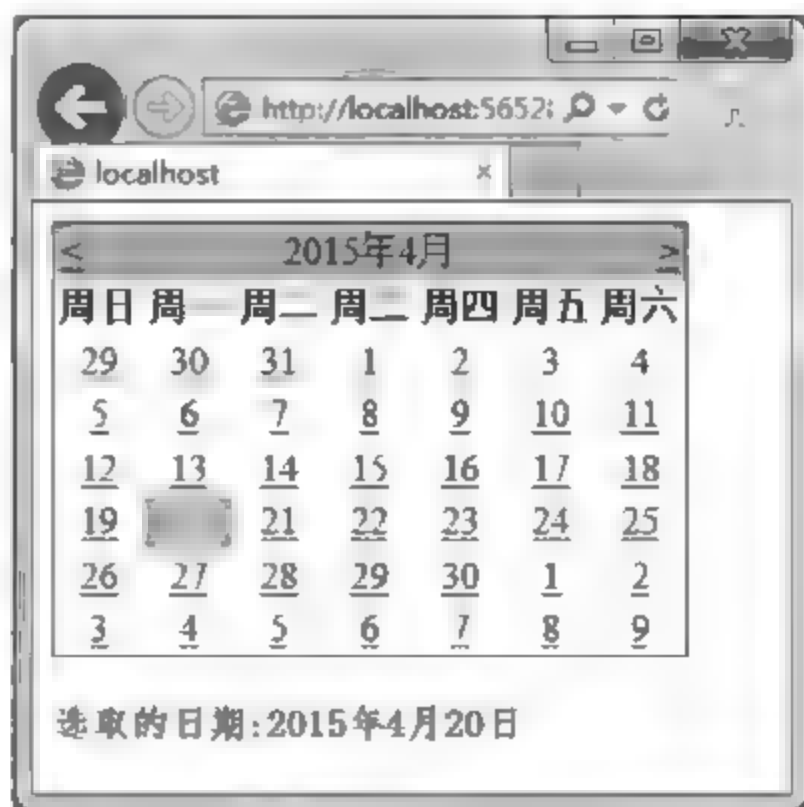 http://localhost:5652
localhost ×
< 2015年4月 >
周日 周一 周二 周三 周四 周五 周六
29 30 31 1 2 3 4
5 6 7 8 9 10 11
12 13 14 15 16 17 18
19 21 22 23 24 25
26 27 28 29 30 1 2
3 4 5 6 7 8 9
选取的日期:2015年4月20日